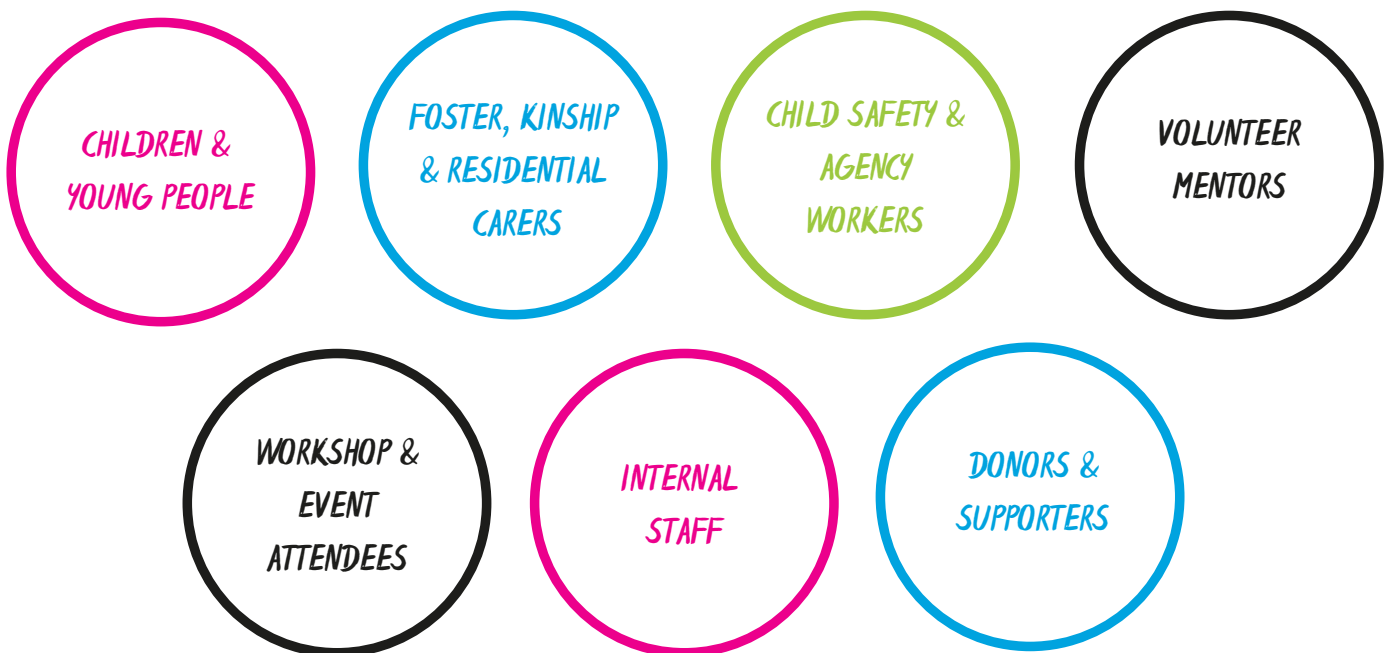 CHILDREN &
YOUNG PEOPLE
FOSTER, KINSHIP
& RESIDENTIAL
CARERS
CHILD SAFETY &
AGENCY
WORKERS
VOLUNTEER
MENTORS
WORKSHOP &
EVENT
ATTENDEES
INTERNAL
STAFF
DONORS &
SUPPORTERS